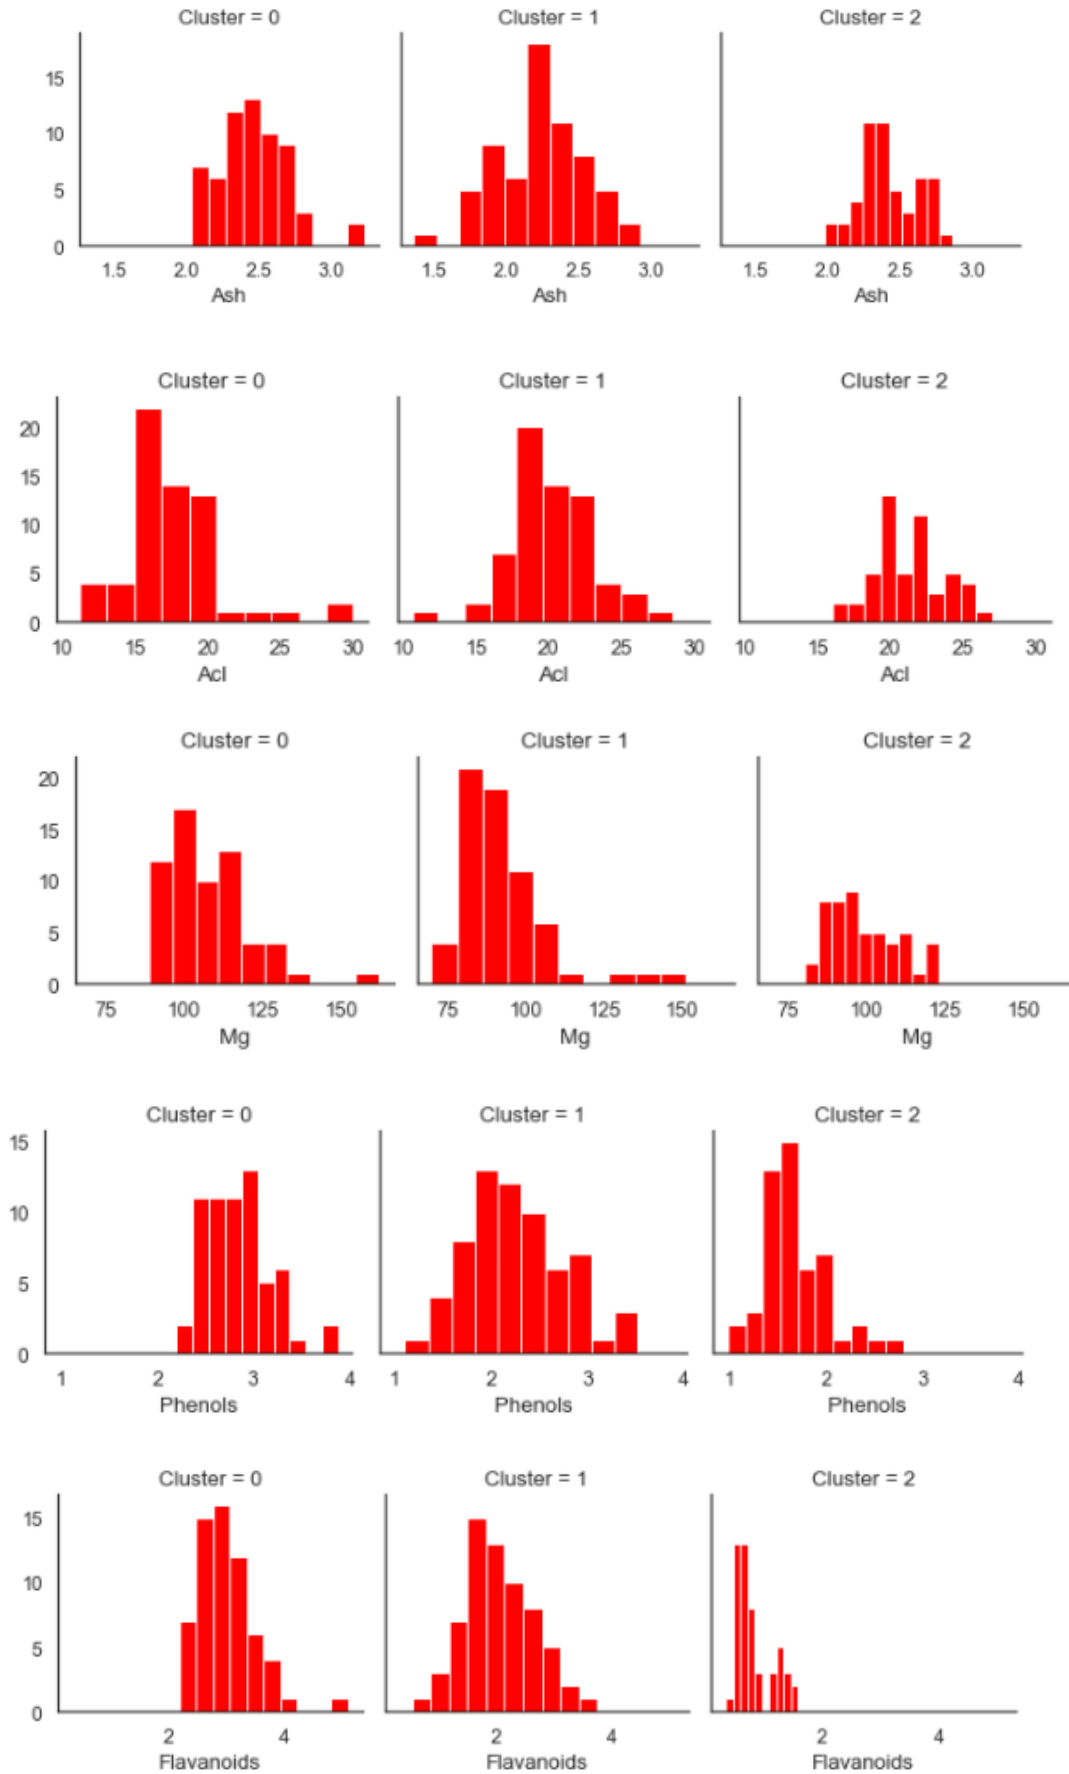 Cluster = 0 Cluster = 1 Cluster = 2
15
10
5
0
1.5 2.0 2.5 3.0 1.5 2.0 2.5 3.0 1.5 2.0 2.5 3.0
Ash Ash Ash
Cluster = 0 Cluster = 1 Cluster = 2
20
15
10
5
0
10 15 20 25 30 10 15 20 25 30 10 15 20 25 30
Acl Acl Acl
Cluster = 0 Cluster = 1 Cluster = 2
20
15
10
5
0
75 100 125 150 75 100 125 150 75 100 125 150
Mg Mg Mg
Cluster = 0 Cluster = 1 Cluster = 2
15
10
5
0
1 2 3 4 1 2 3 4 1 2 3 4
Phenols Phenols Phenols
Cluster = 0 Cluster = 1 Cluster = 2
15
10
5
0
2 4 2 4 2 4
Flavanoids Flavanoids Flavanoids